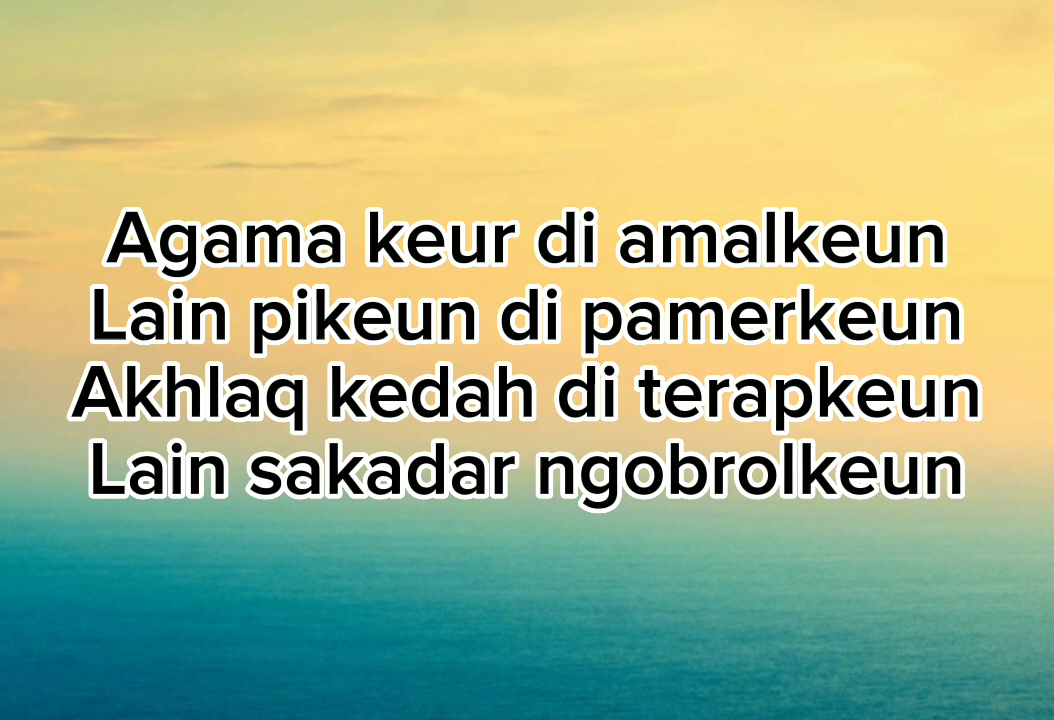 Agama keur di amalkeun
Lain pikeun di pamerkeun
Akhlaq kedah di terapkeun
Lain sakadar ngobrolkeun